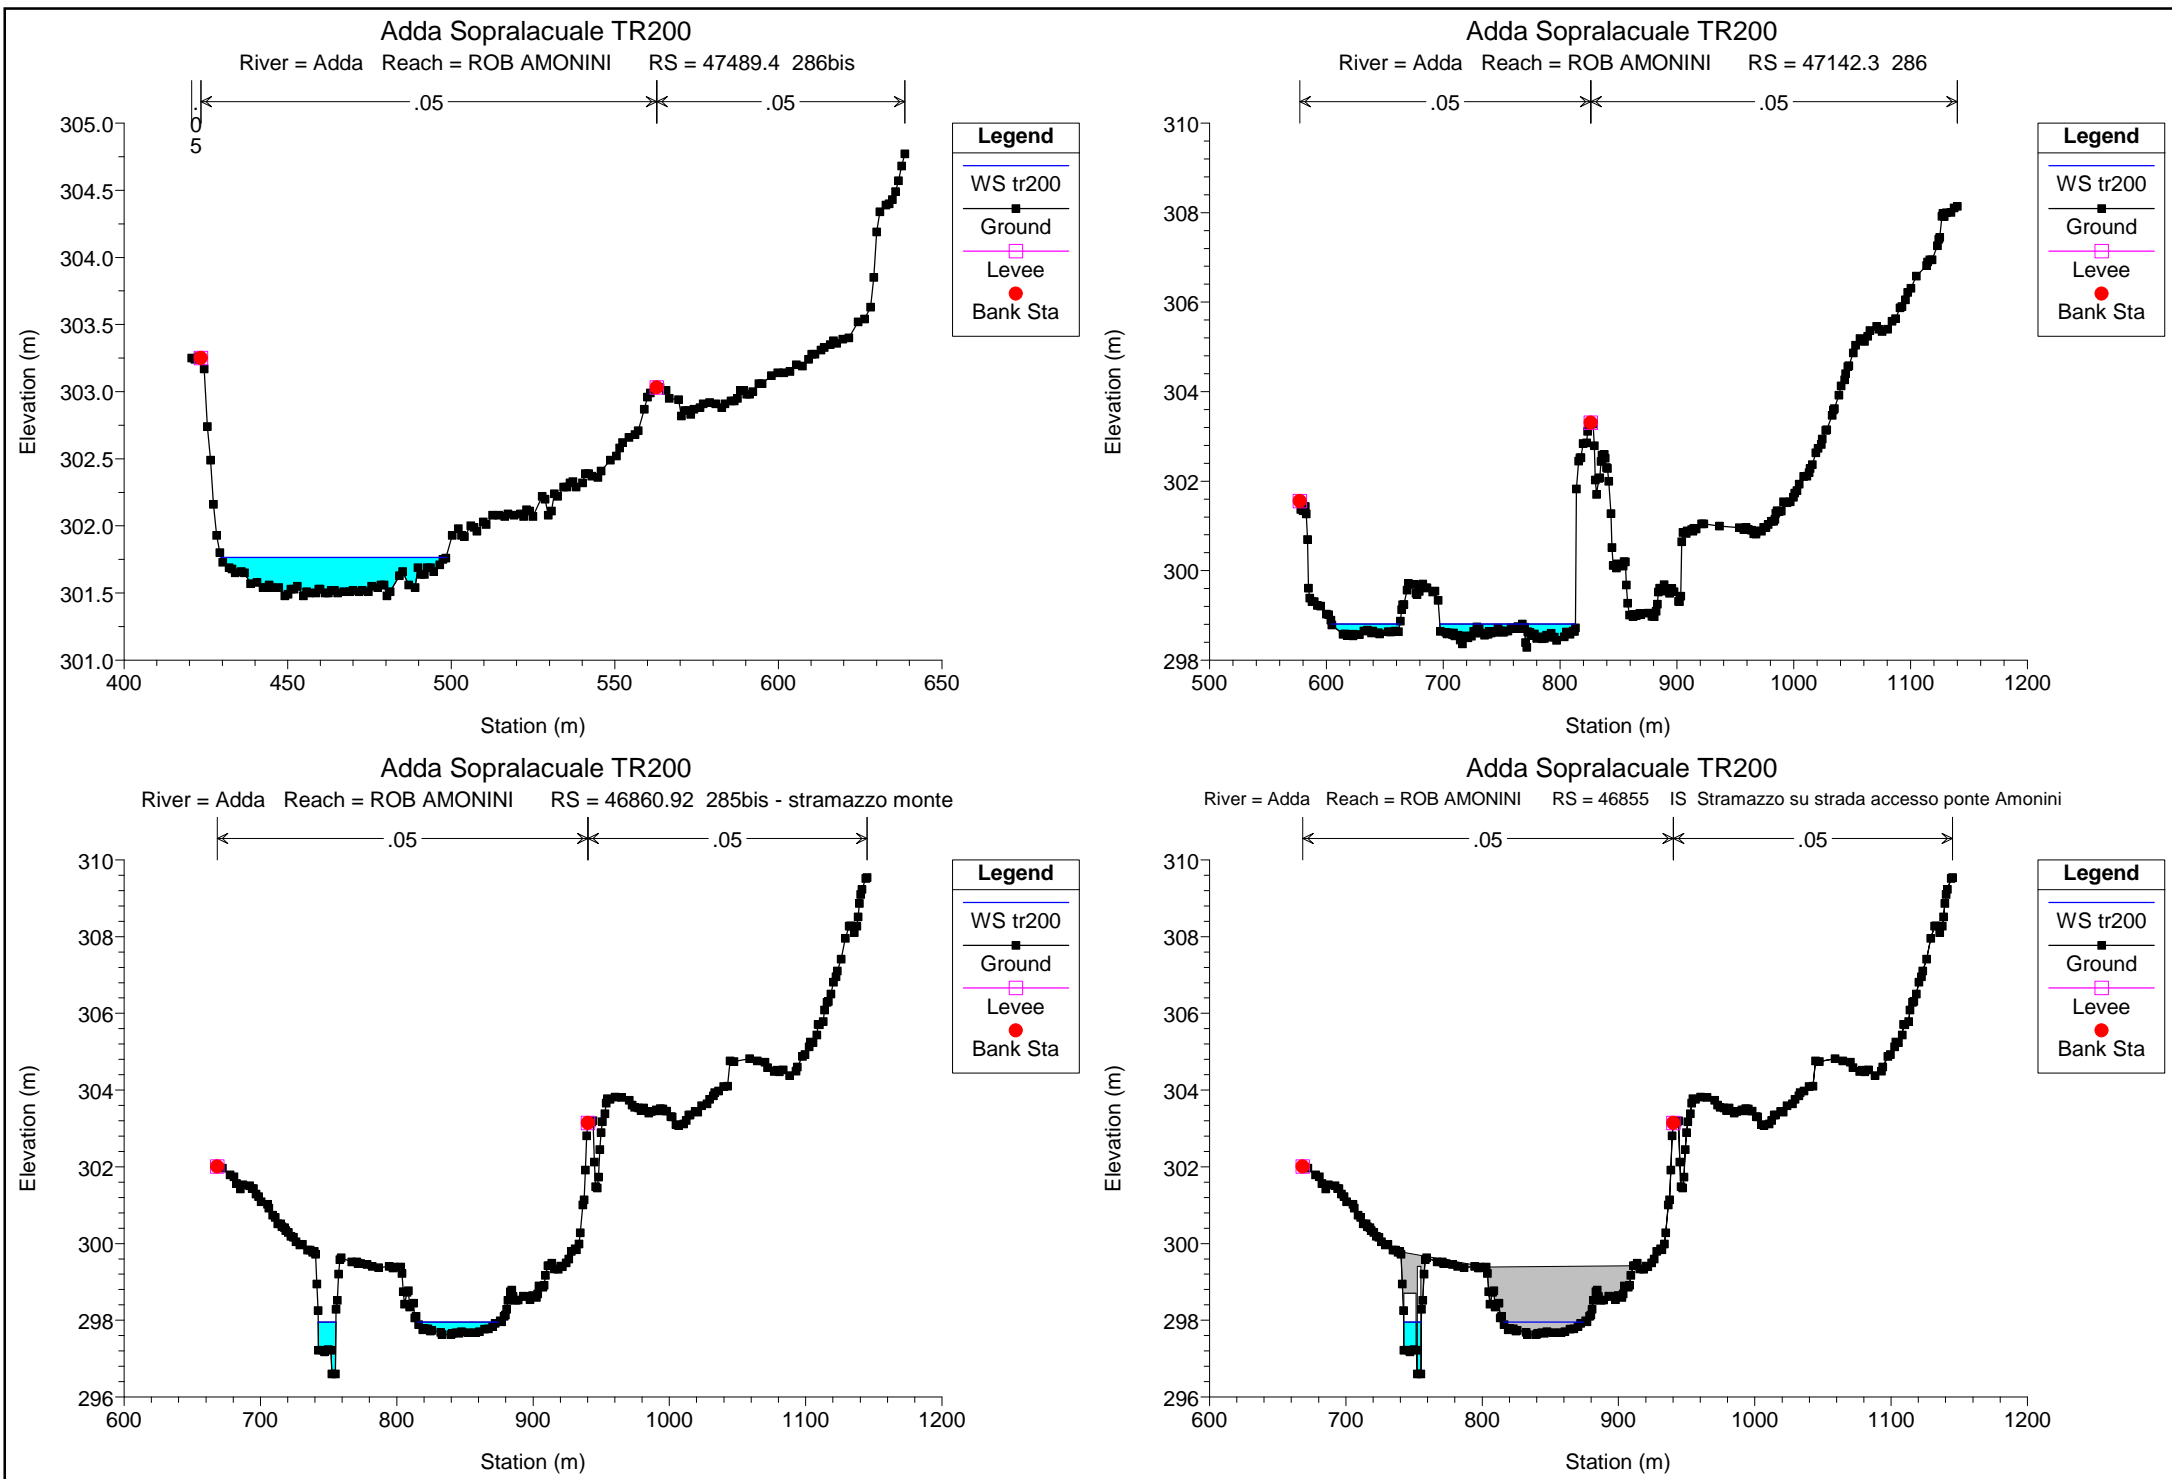 Adda Sopralacuale TR200
River = Adda Reach = ROB AMONINI RS = 47489.4 286bis
.05
.05
.05
305.0
304.5
304.0
303.5
303.0
302.5
302.0
301.5
301.0
400
450
500
550
600
650
Station (m)
Elevation (m)
Legend
WS tr200
Ground
Levee
Bank Sta
Adda Sopralacuale TR200
River = Adda Reach = ROB AMONINI RS = 47142.3 286
.05
.05
310
308
306
304
302
300
298
500
600
700
800
900
1000
1100
1200
Station (m)
Elevation (m)
Legend
WS tr200
Ground
Levee
Bank Sta
Adda Sopralacuale TR200
River = Adda Reach = ROB AMONINI RS = 46860.92 285bis - stramazzo monte
.05
.05
310
308
306
304
302
300
298
296
600
700
800
900
1000
1100
1200
Station (m)
Elevation (m)
Legend
WS tr200
Ground
Levee
Bank Sta
Adda Sopralacuale TR200
River = Adda Reach = ROB AMONINI RS = 46855 IS Stramazzo su strada accesso ponte Amonini
.05
.05
310
308
306
304
302
300
298
296
600
700
800
900
1000
1100
1200
Station (m)
Elevation (m)
Legend
WS tr200
Ground
Levee
Bank Sta